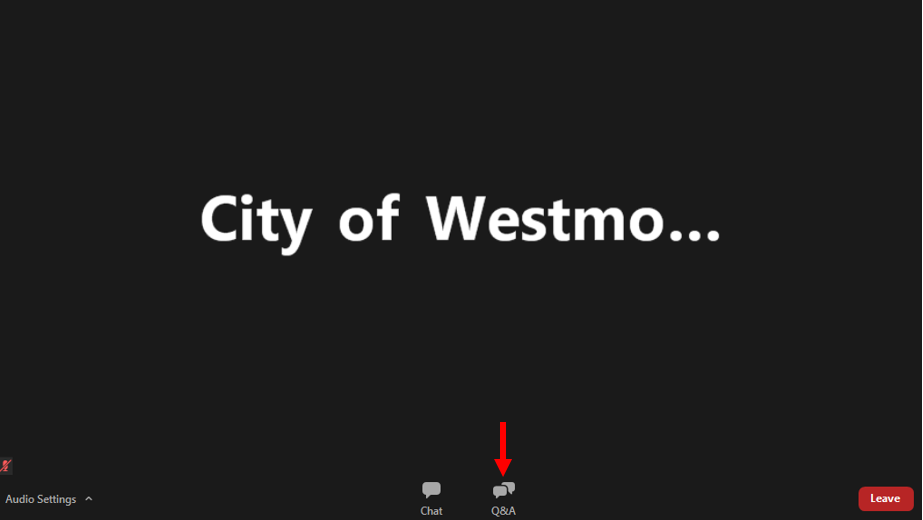 City of Westmo...
Audio Settings
Chat
Q&A
Leave